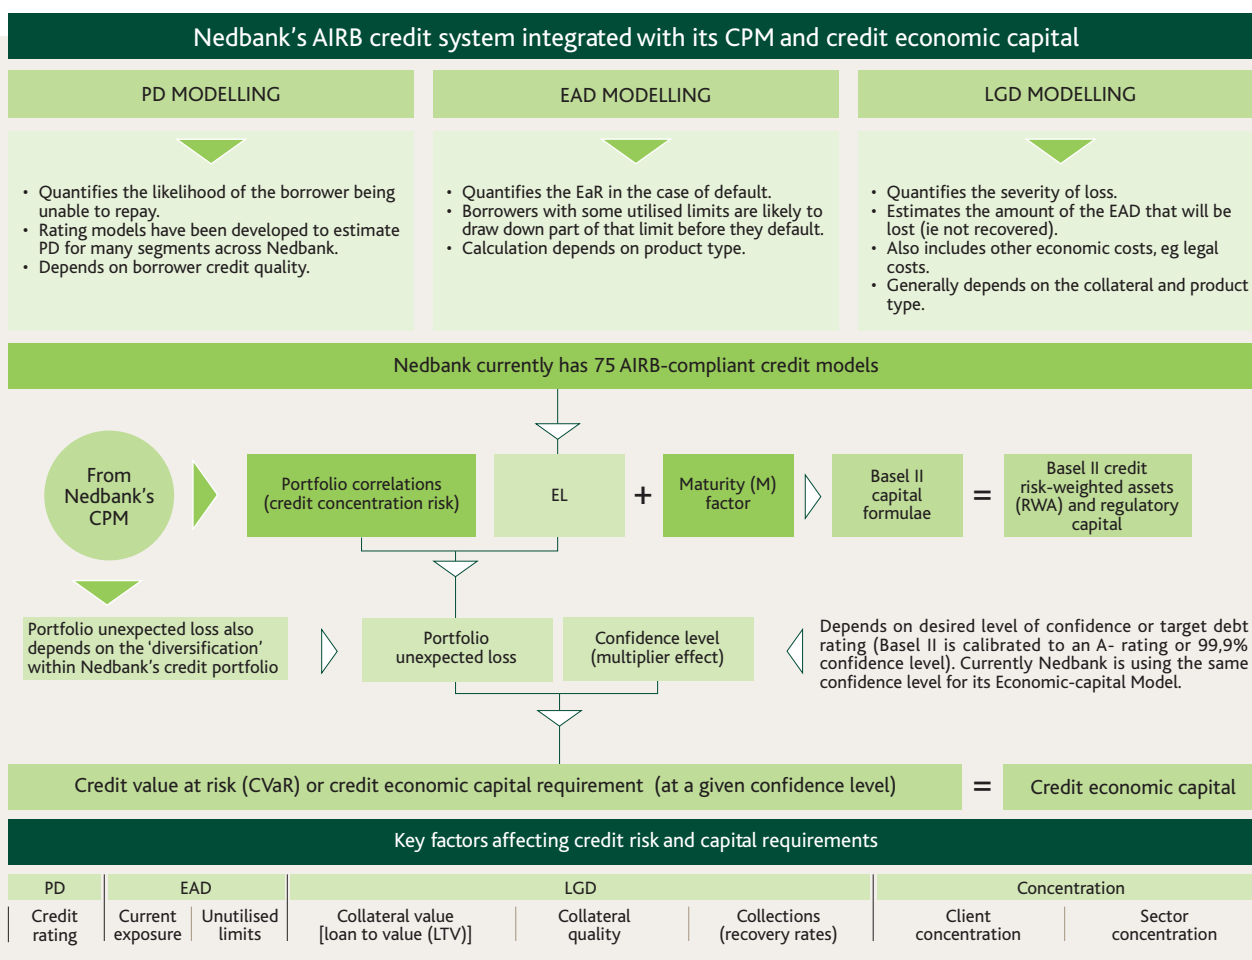 Nedbank's AIRB credit system integrated with its CPM and credit economic capital
PD MODELLING
• Quantifies the likelihood of the borrower being
unable to repay.
• Rating models have been developed to estimate
PD for many segments across Nedbank.
• Depends on borrower credit quality.
EAD MODELLING
• Quantifies the EaR in the case of default.
• Borrowers with some utilised limits are likely to
draw down part of that limit before they default.
• Calculation depends on product type.
LGD MODELLING
• Quantifies the severity of loss.
• Estimates the amount of the EAD that will be
lost (ie not recovered).
• Also includes other economic costs, eg legal
costs.
• Generally depends on the collateral and product
type.
Nedbank currently has 75 AIRB-compliant credit models
From
Nedbank's
CPM
Portfolio correlations
(credit concentration risk)
EL
+
Maturity (M)
factor
Basel II
capital
formulae
=
Basel II credit
risk-weighted assets
(RWA) and regulatory
capital
Portfolio unexpected loss also
depends on the 'diversification'
within Nedbank's credit portfolio
Portfolio
unexpected loss
Confidence level
(multiplier effect)
Depends on desired level of confidence or target debt
rating (Basel II is calibrated to an A- rating or 99,9%
confidence level). Currently Nedbank is using the same
confidence level for its Economic-capital Model.
Credit value at risk (CVaR) or credit economic capital requirement (at a given confidence level)
=
Credit economic capital
Key factors affecting credit risk and capital requirements
PD
EAD
LGD
Concentration
Credit
rating
Current
exposure
Unutilised
limits
Collateral value
[loan to value (LTV)]
Collateral
quality
Collections
(recovery rates)
Client
concentration
Sector
concentration